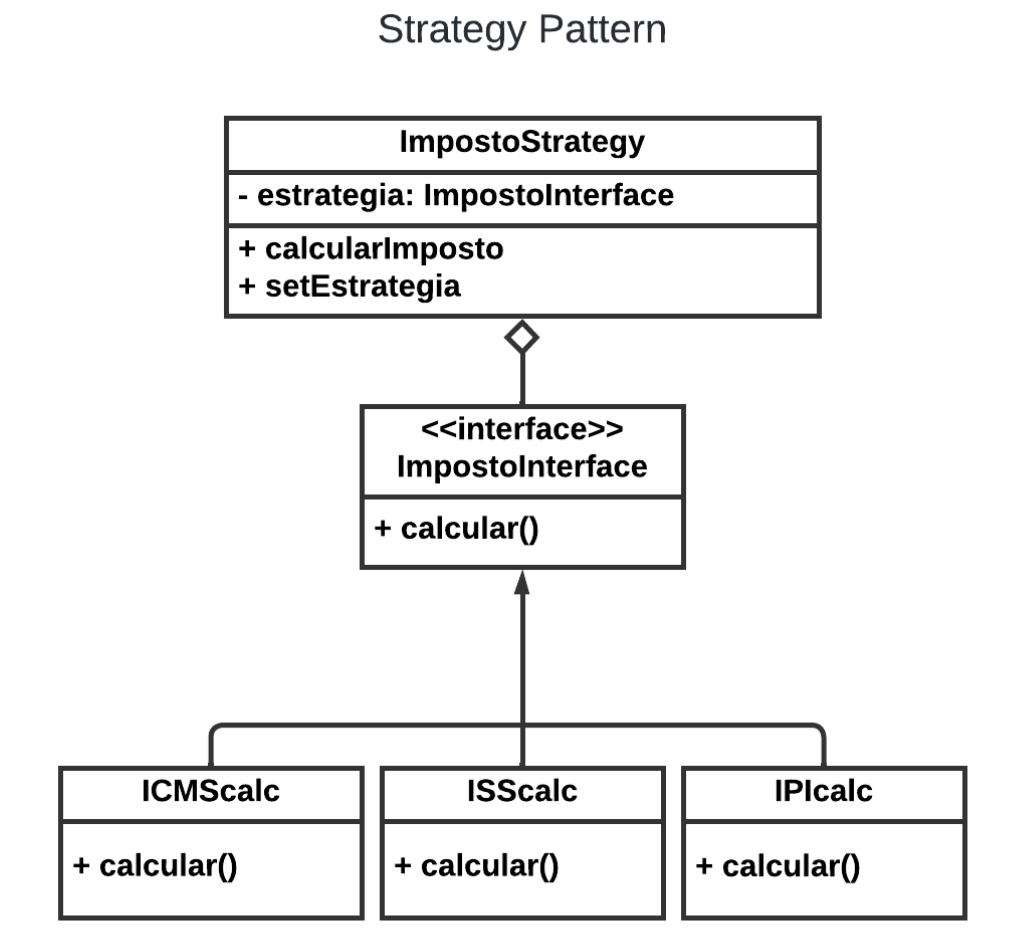 Strategy Pattern
ImpostoStrategy
- estrategia: ImpostoInterface
+ calcularImposto
+ setEstrategia
<<interface>>
ImpostoInterface
+ calcular()
ICMScalc
+ calcular()
ISScalc
+ calcular()
IPIcalc
+ calcular()